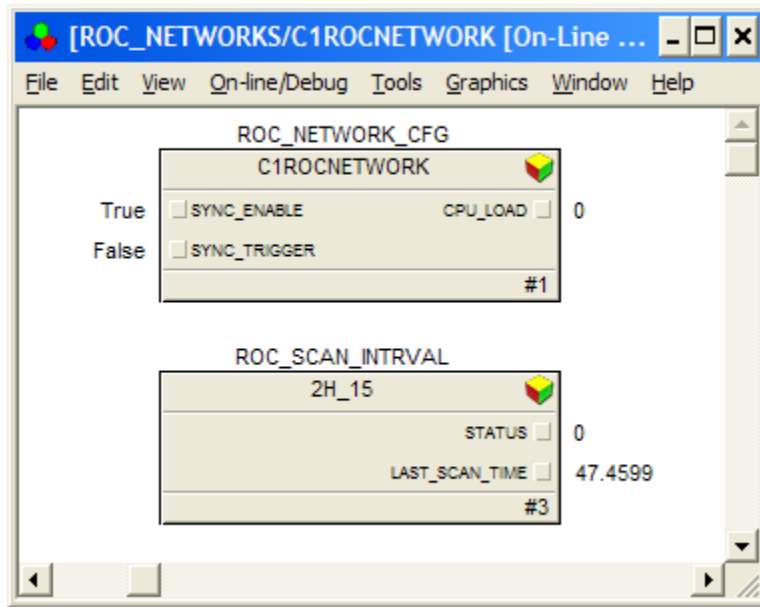 [ROC_NETWORKS/C1ROCNETWORK [On-Line ...
File Edit View On-line/Debug Tools Graphics Window Help
ROC_NETWORK_CFG
C1ROCNETWORK
True SYNC_ENABLE CPU_LOAD 0
False SYNC_TRIGGER
#1
ROC_SCAN_INTRVAL
2H_15
STATUS 0
LAST_SCAN_TIME 47.4599
#3